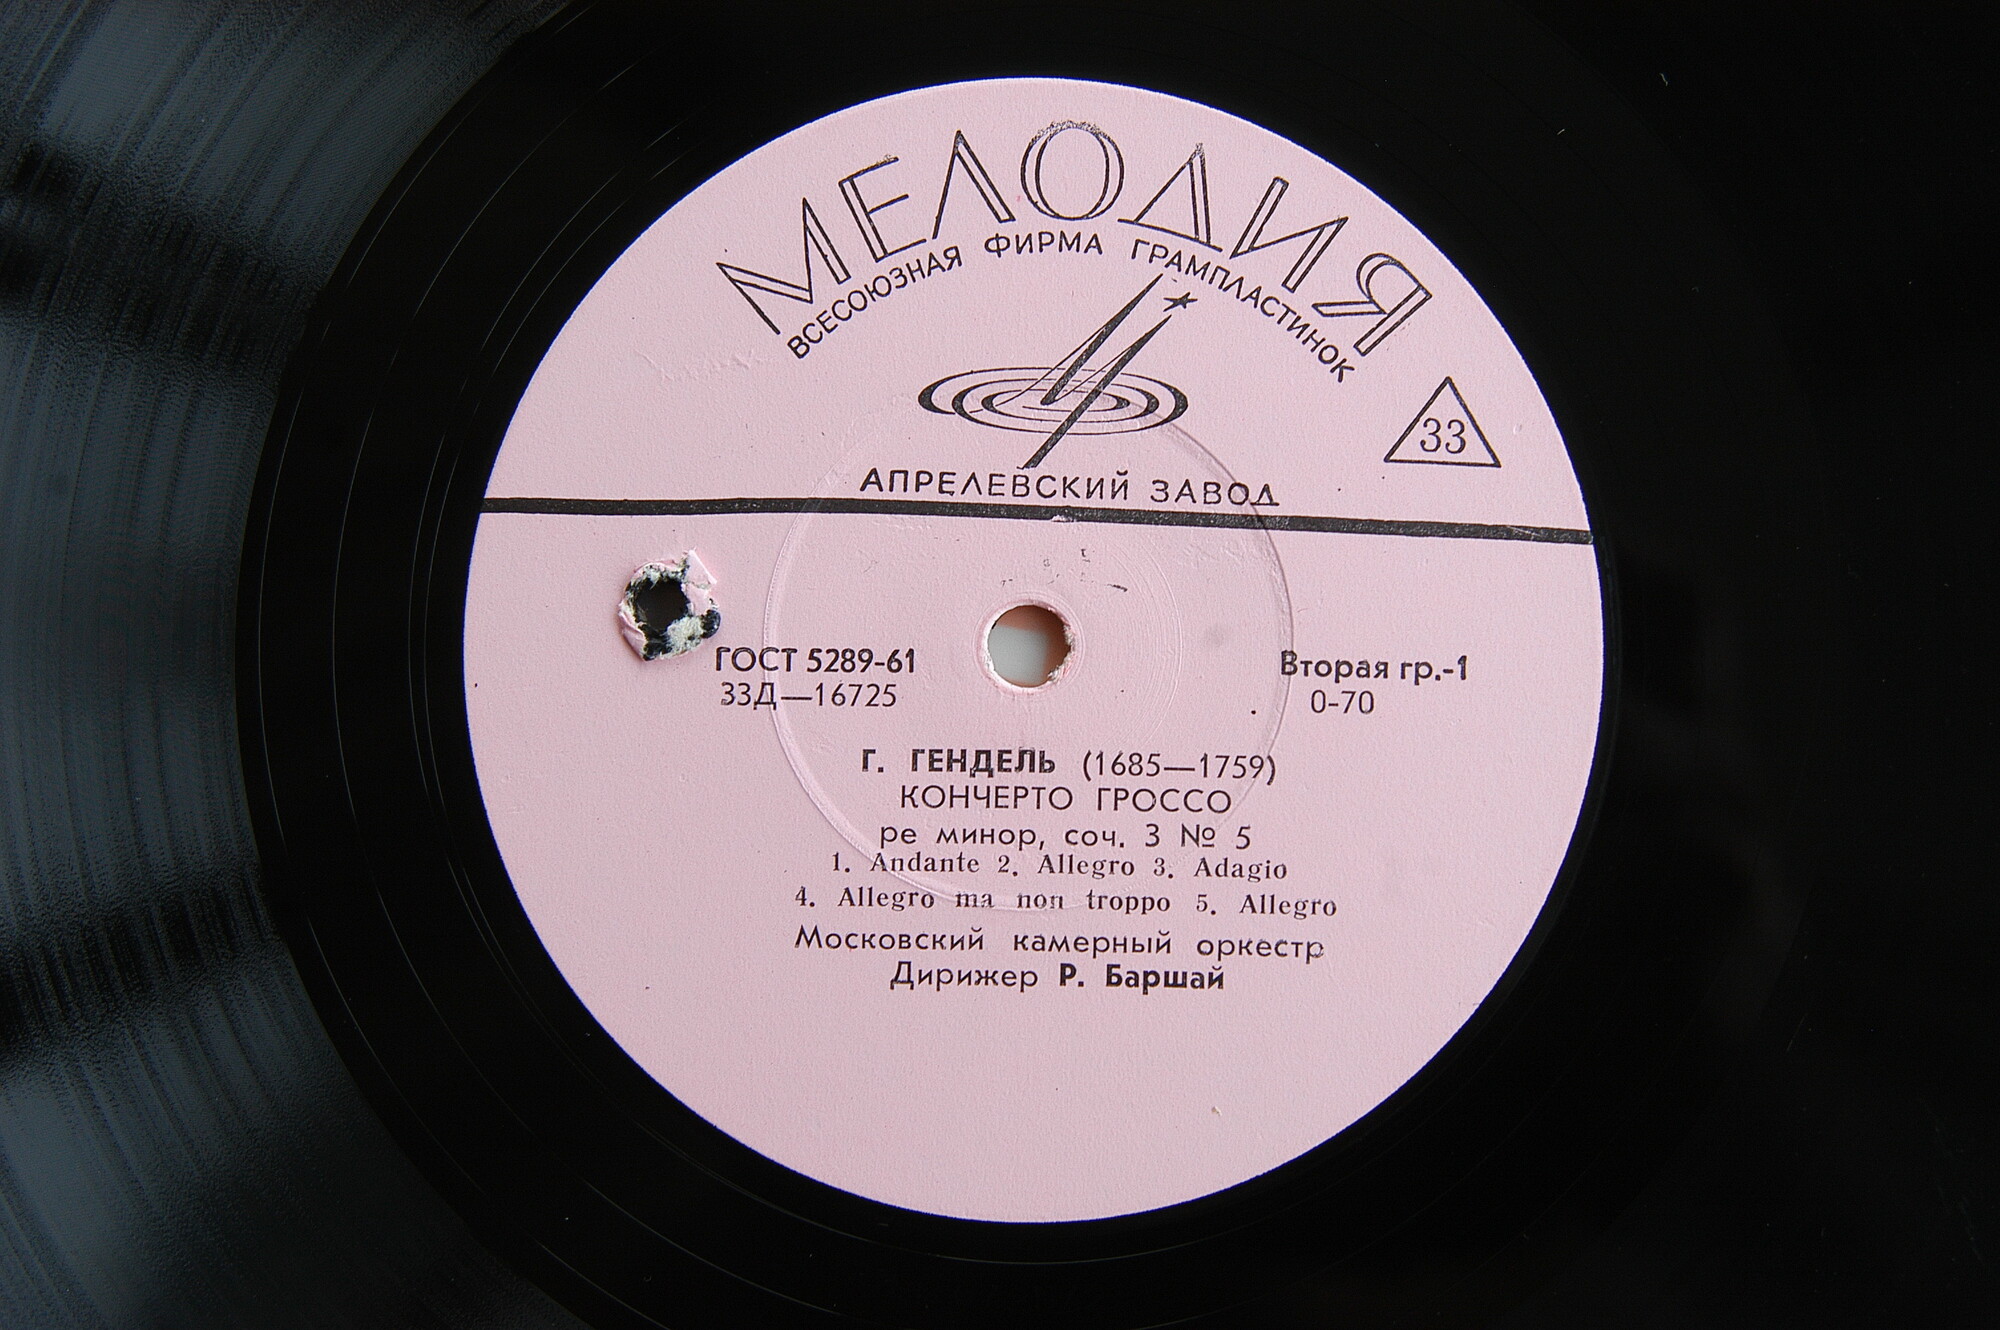 МЕЛОДИЯ
ВСЕСОЮЗНАЯ ФИРМА ГРАМПЛАСТИНОК
33
АПРЕЛЕВСКИЙ ЗАВОД
ГОСТ 5289-61
33Д—16725
Вторая гр.-1
0-70
Г. ГЕНДЕЛЬ (1685—1759)
КОНЧЕРТО ГРОССО
ре минор, соч. 3 № 5
1. Andante 2. Allegro 3. Adagio
4. Allegro ma non troppo 5. Allegro
Московский камерный оркестр
Дирижер Р. Баршай